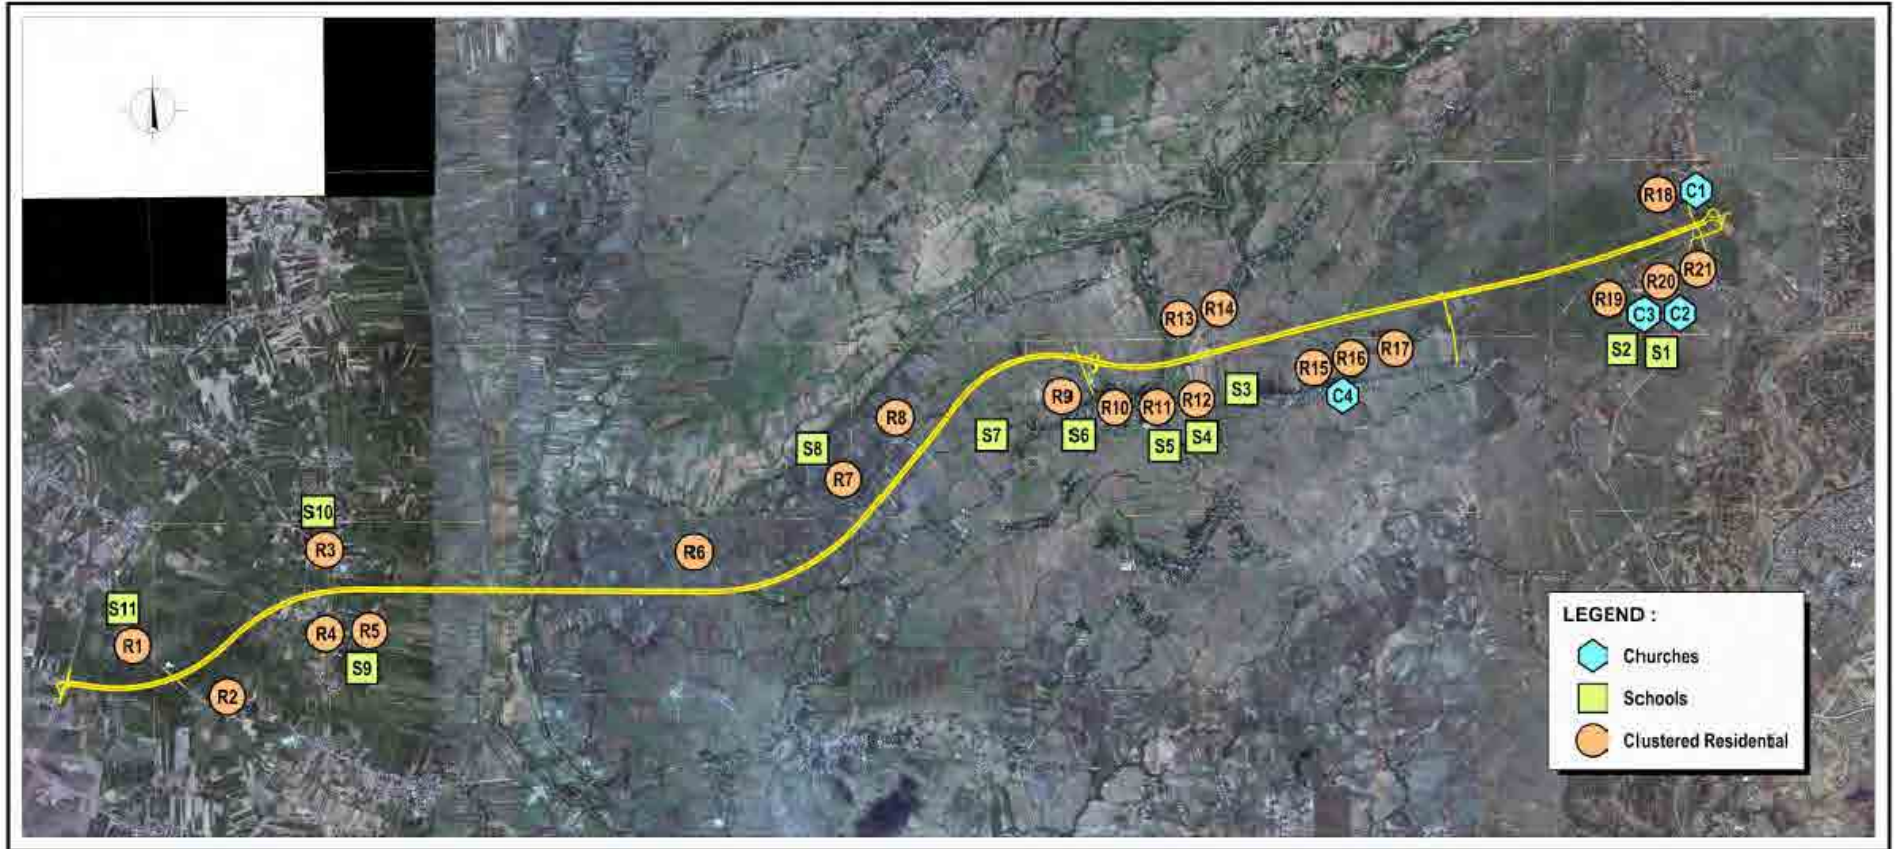 R18
C1
R21
R20
R19
C3
C2
S2
S1
R14
R13
R17
R16
R15
C4
S3
R9
R10
R11
R12
S7
S6
S5
S4
R8
S8
R7
R6
S10
R3
S11
R1
R4
R5
S9
R2
LEGEND :
Churches
Schools
Clustered Residential